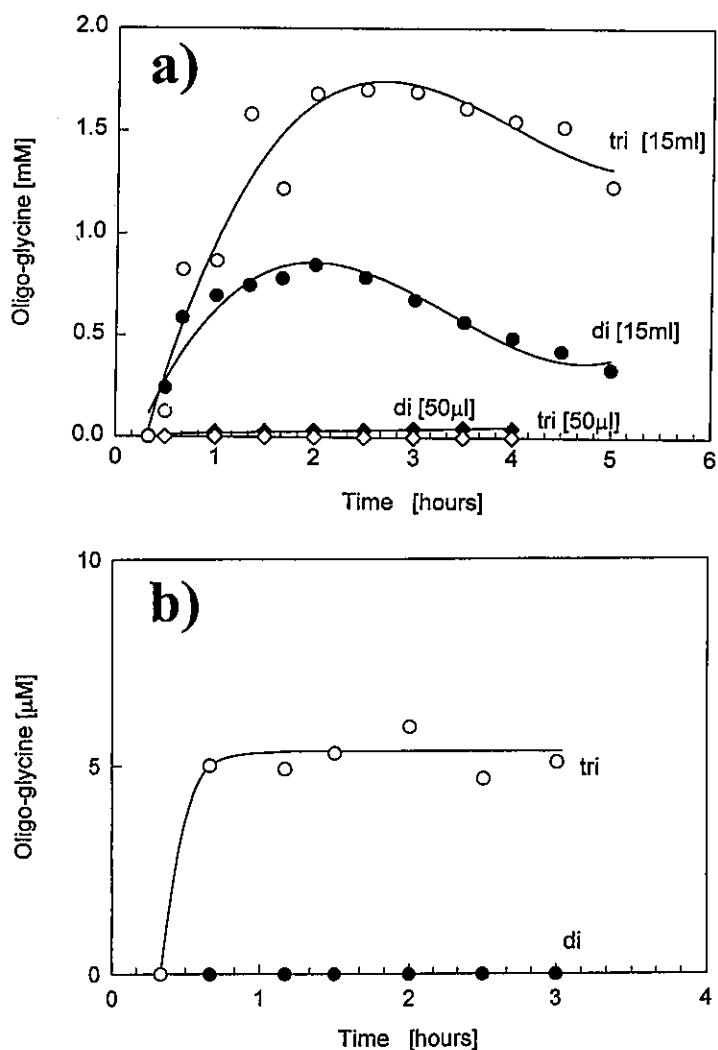 a)
2.0
1.5
1.0
0.5
0.0
Oligo-glycine [mM]
tri [15ml]
di [15ml]
di [50µl]
tri [50µl]
0 1 2 3 4 5 6
Time [hours]
b)
10
5
0
Oligo-glycine [µM]
tri
di
0 1 2 3 4
Time [hours]